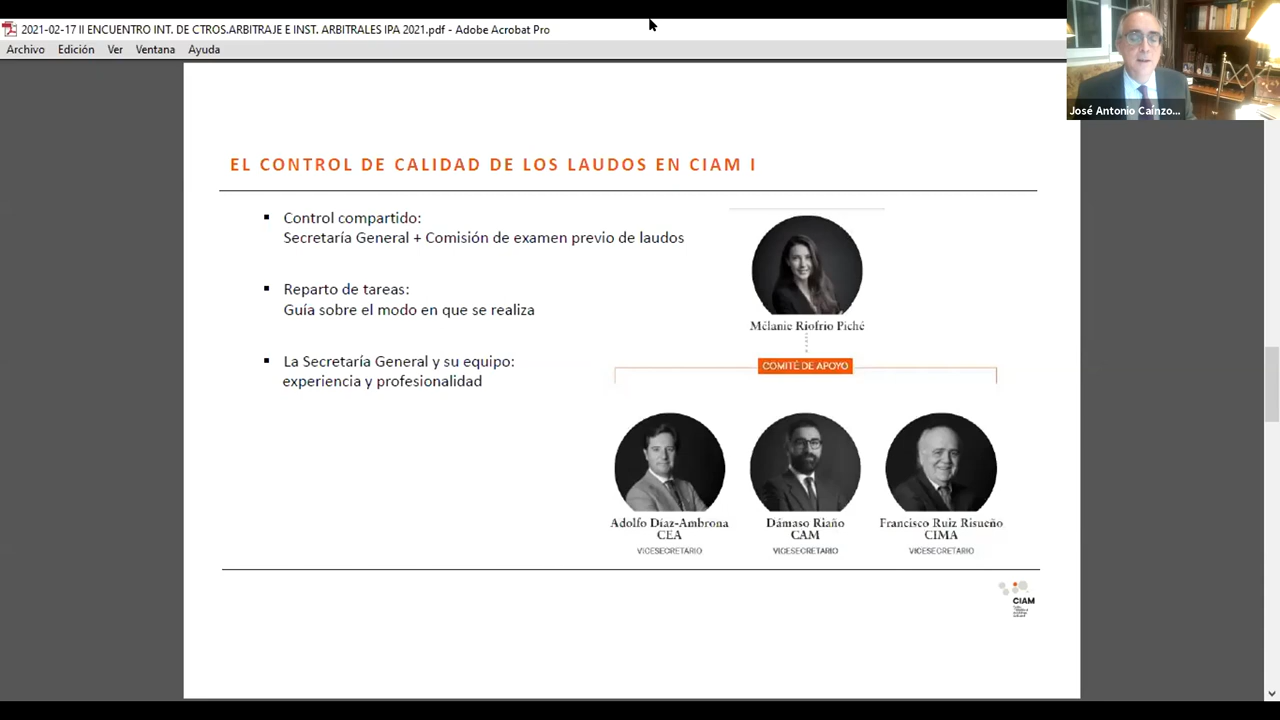 2021-02-17 II ENCUENTRO INT. DE CTROS.ARBITRAJE E INST. ARBITRALES IPA 2021.pdf - Adobe Acrobat Pro
Archivo Edición Ver Ventana Ayuda
José Antonio Caínzo...
EL CONTROL DE CALIDAD DE LOS LAUDOS EN CIAM I
▪ Control compartido:
Secretaría General + Comisión de examen previo de laudos
▪ Reparto de tareas:
Guía sobre el modo en que se realiza
▪ La Secretaría General y su equipo:
experiencia y profesionalidad
Mélanie Riofrio Piché
COMITÉ DE APOYO
Adolfo Díaz-Ambrona
CEA
VICESECRETARIO
Dámaso Riaño
CAM
VICESECRETARIO
Francisco Ruiz Risueño
CIMA
VICESECRETARIO
CIAM